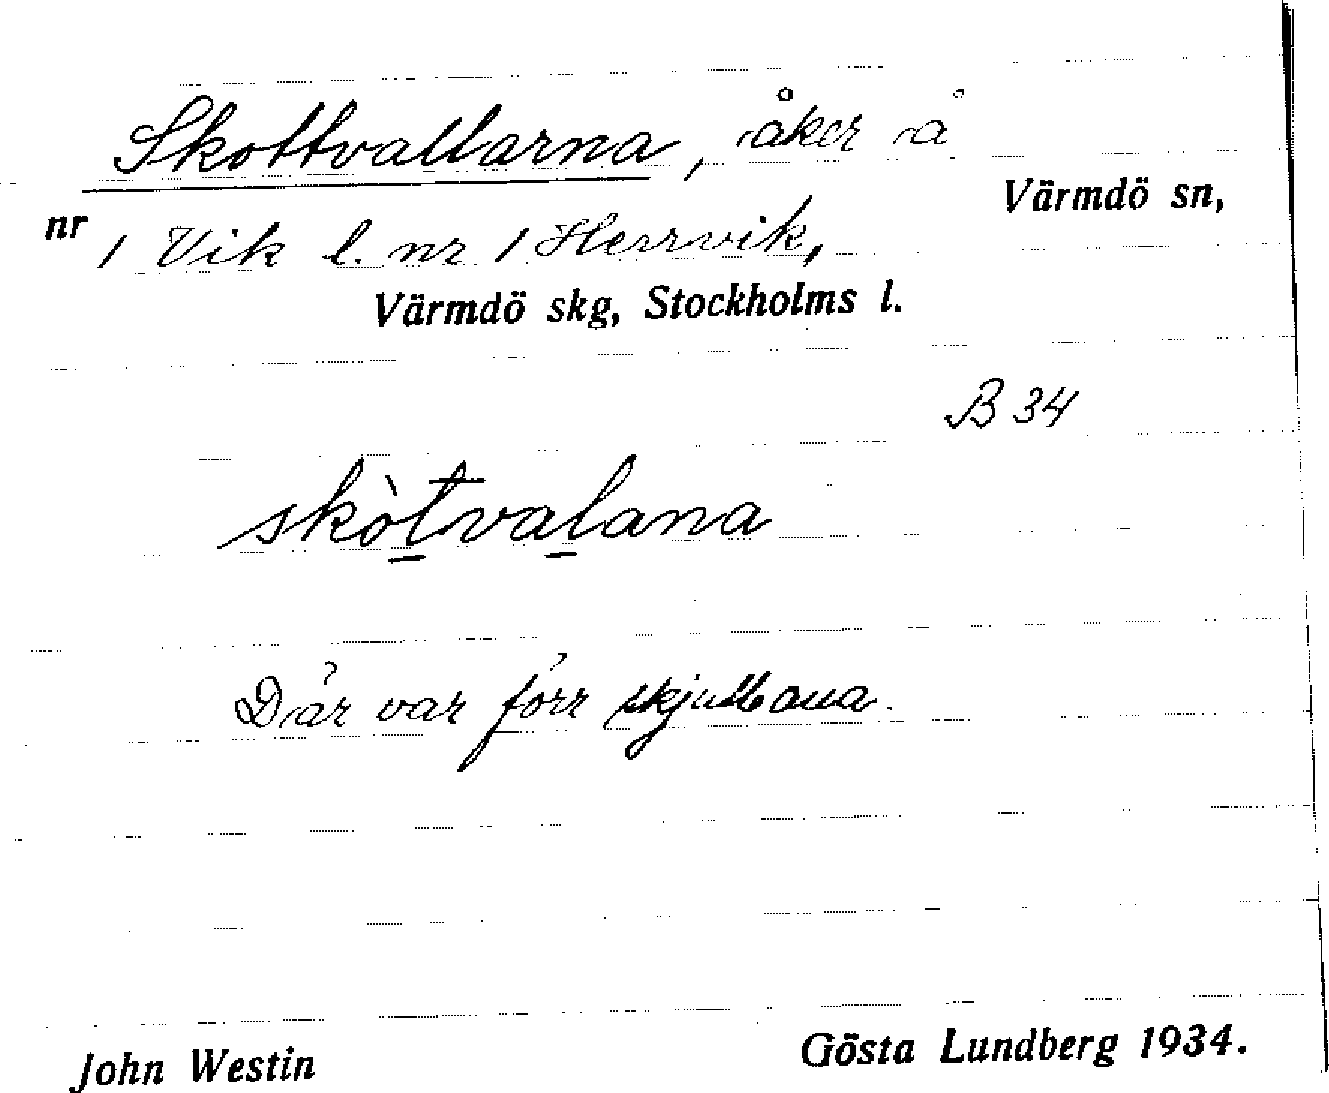 Skottvallarna, åker å
Värmdö sn,
nr 1 Vik l. nr 1 Herrvik,
Värmdö skg, Stockholms l.
B 34
skòtvalana
Där var förr skjutbana.
John Westin
Gösta Lundberg 1934.